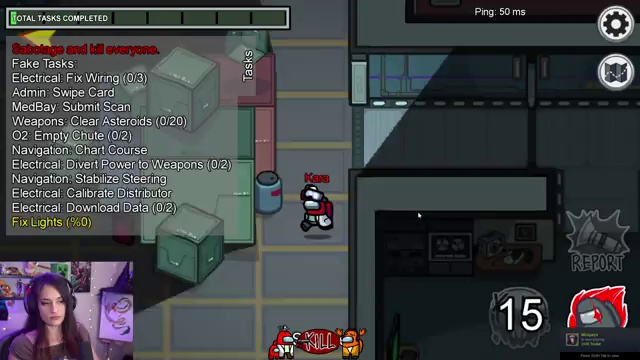 TOTAL TASKS COMPLETED
Ping: 50 ms
Sabotage and kill everyone.
Fake Tasks:
Electrical: Fix Wiring (0/3)
Admin: Swipe Card
MedBay: Submit Scan
Weapons: Clear Asteroids (0/20)
O2: Empty Chute (0/2)
Navigation: Chart Course
Electrical: Divert Power to Weapons (0/2)
Navigation: Stabilize Steering
Electrical: Calibrate Distributor
Electrical: Download Data (0/2)
Fix Lights (%0)
Tasks
Kara
REPORT
15
KILL